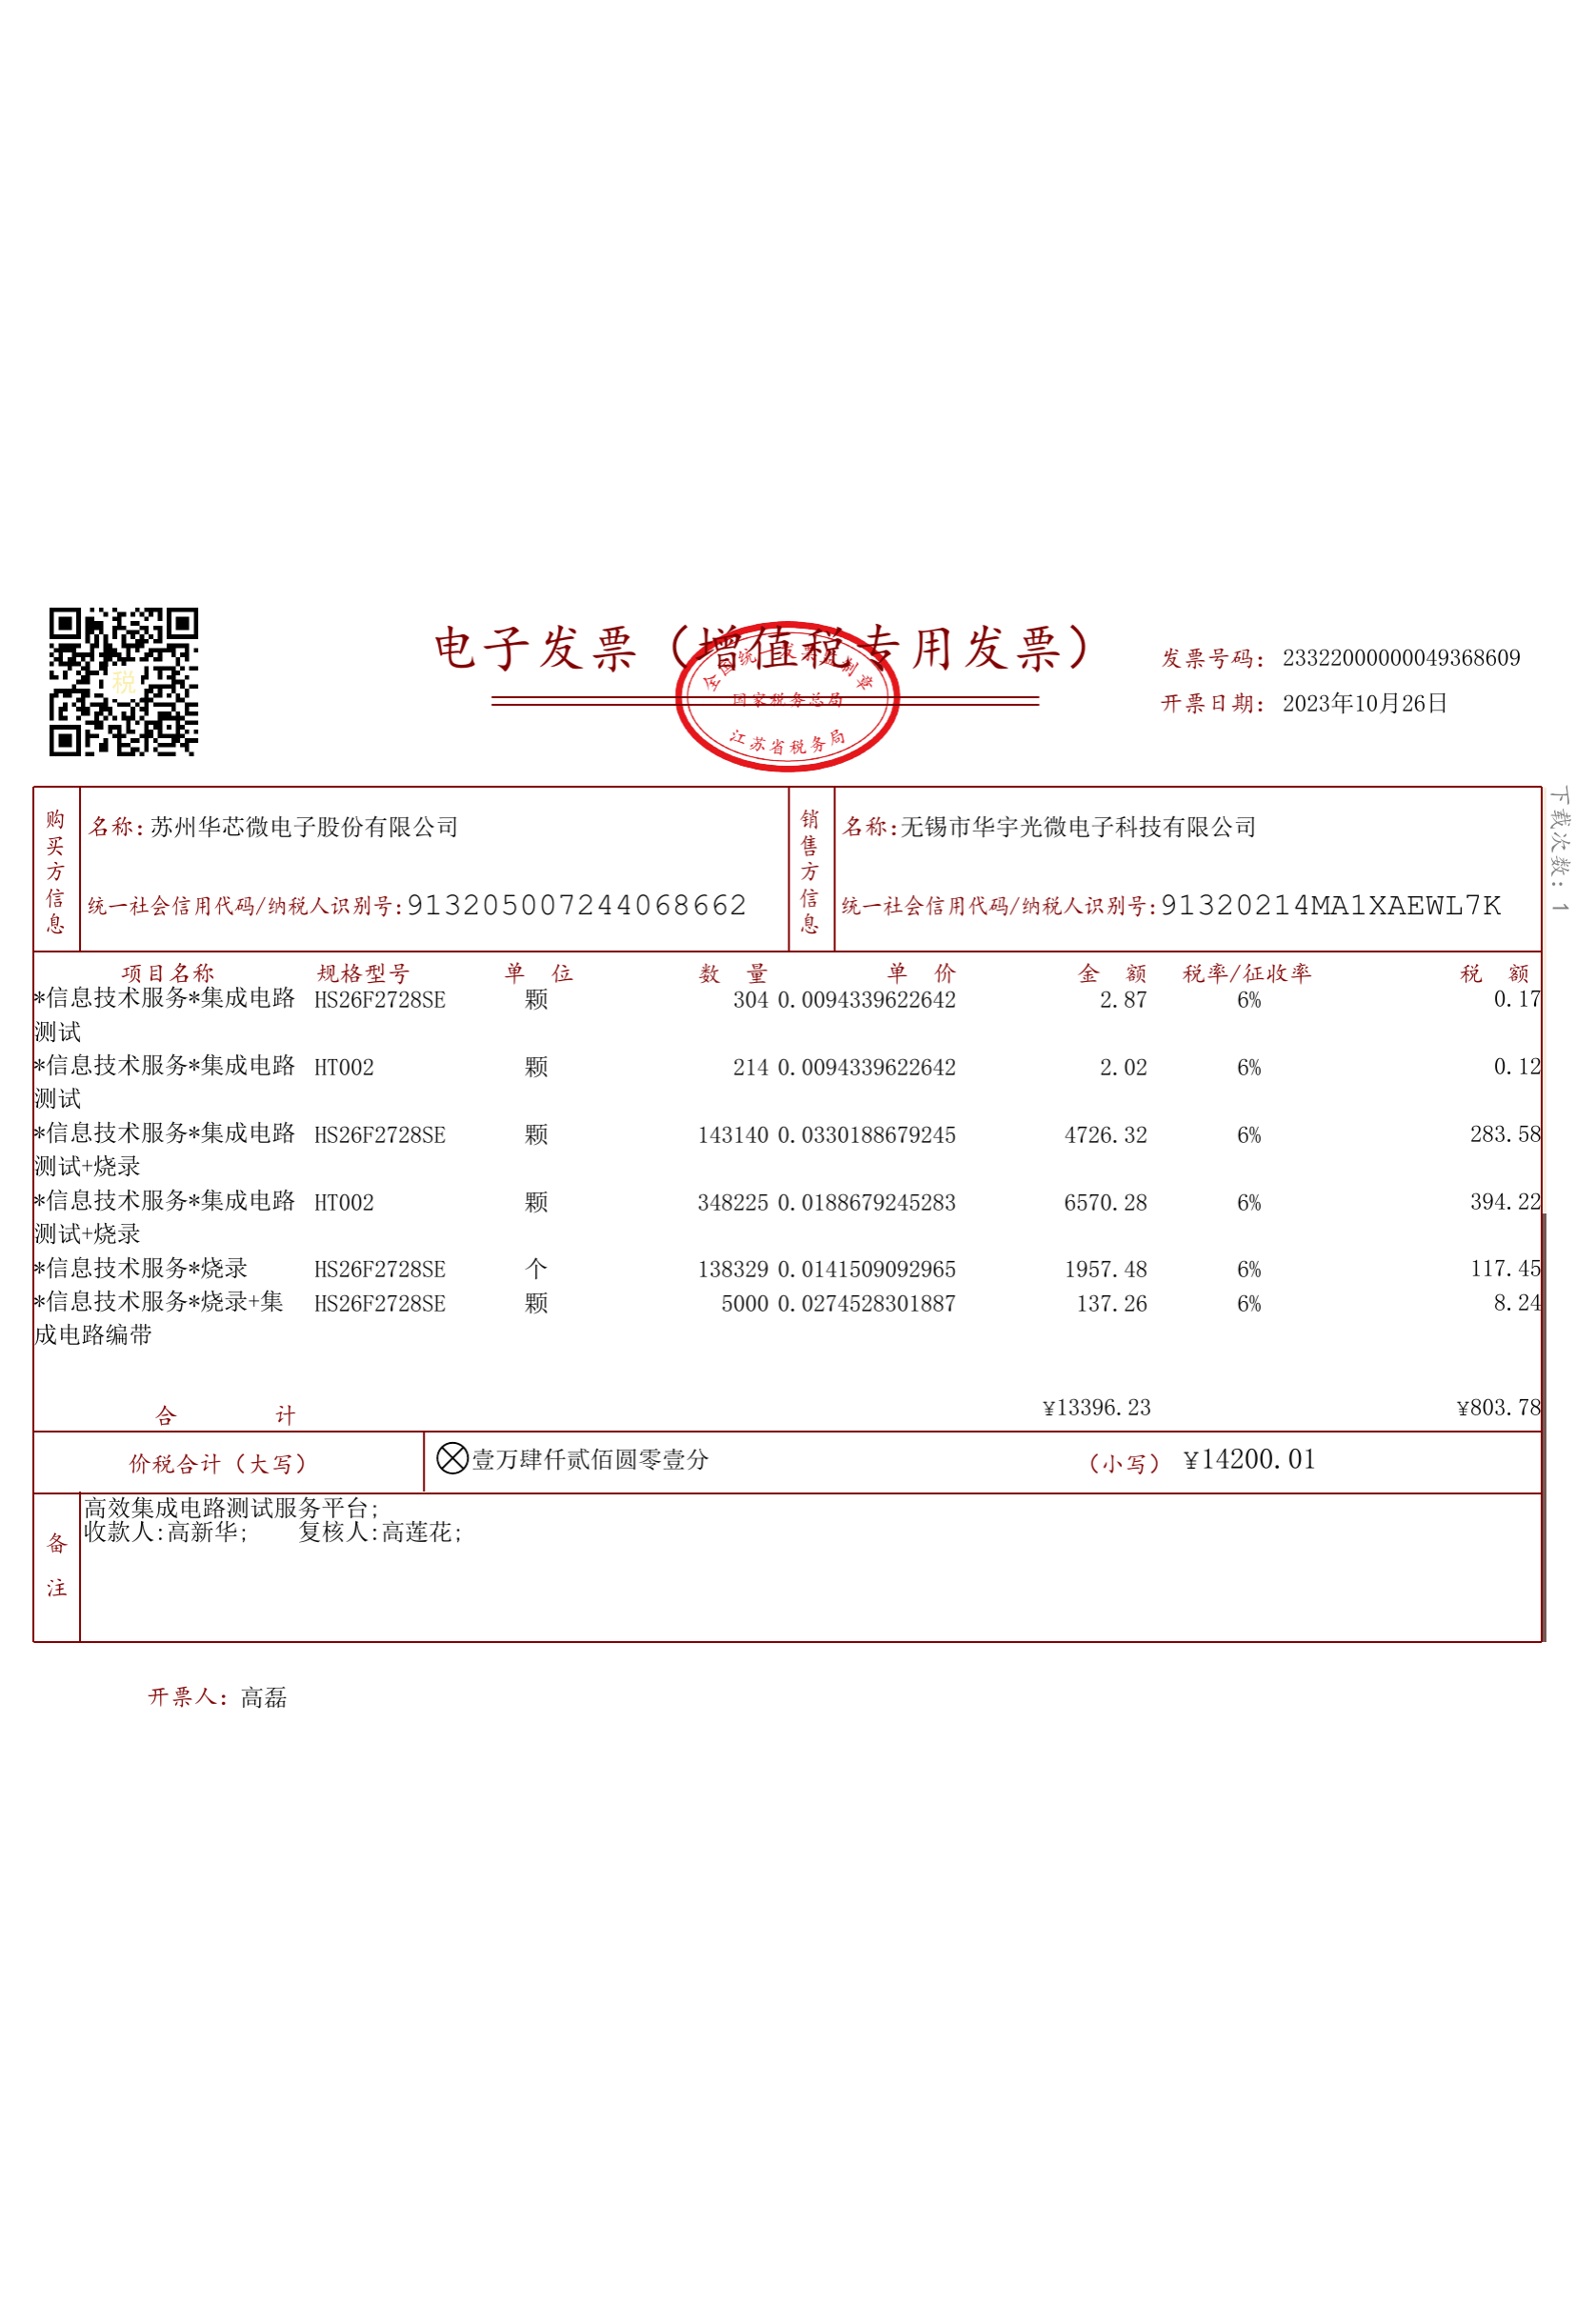 税
电子发票（增值税专用发票）
全国统一发票监制章
国家税务总局
江苏省税务局
发票号码: 23322000000049368609
开票日期: 2023年10月26日
下载次数: 1
购买方信息
名称: 苏州华芯微电子股份有限公司
统一社会信用代码/纳税人识别号: 913205007244068662
销售方信息
名称: 无锡市华宇光微电子科技有限公司
统一社会信用代码/纳税人识别号: 91320214MA1XAEWL7K
项目名称 规格型号 单位 数量 单价 金额 税率/征收率 税额
*信息技术服务*集成电路 HS26F2728SE 颗 304 0.0094339622642 2.87 6% 0.17
测试
*信息技术服务*集成电路 HT002 颗 214 0.0094339622642 2.02 6% 0.12
测试
*信息技术服务*集成电路 HS26F2728SE 颗 143140 0.0330188679245 4726.32 6% 283.58
测试+烧录
*信息技术服务*集成电路 HT002 颗 348225 0.0188679245283 6570.28 6% 394.22
测试+烧录
*信息技术服务*烧录 HS26F2728SE 个 138329 0.0141509092965 1957.48 6% 117.45
*信息技术服务*烧录+集 HS26F2728SE 颗 5000 0.0274528301887 137.26 6% 8.24
成电路编带
合计 ¥13396.23 ¥803.78
价税合计（大写） 壹万肆仟贰佰圆零壹分 （小写） ¥14200.01
备注
高效集成电路测试服务平台;
收款人:高新华; 复核人:高莲花;
开票人: 高磊